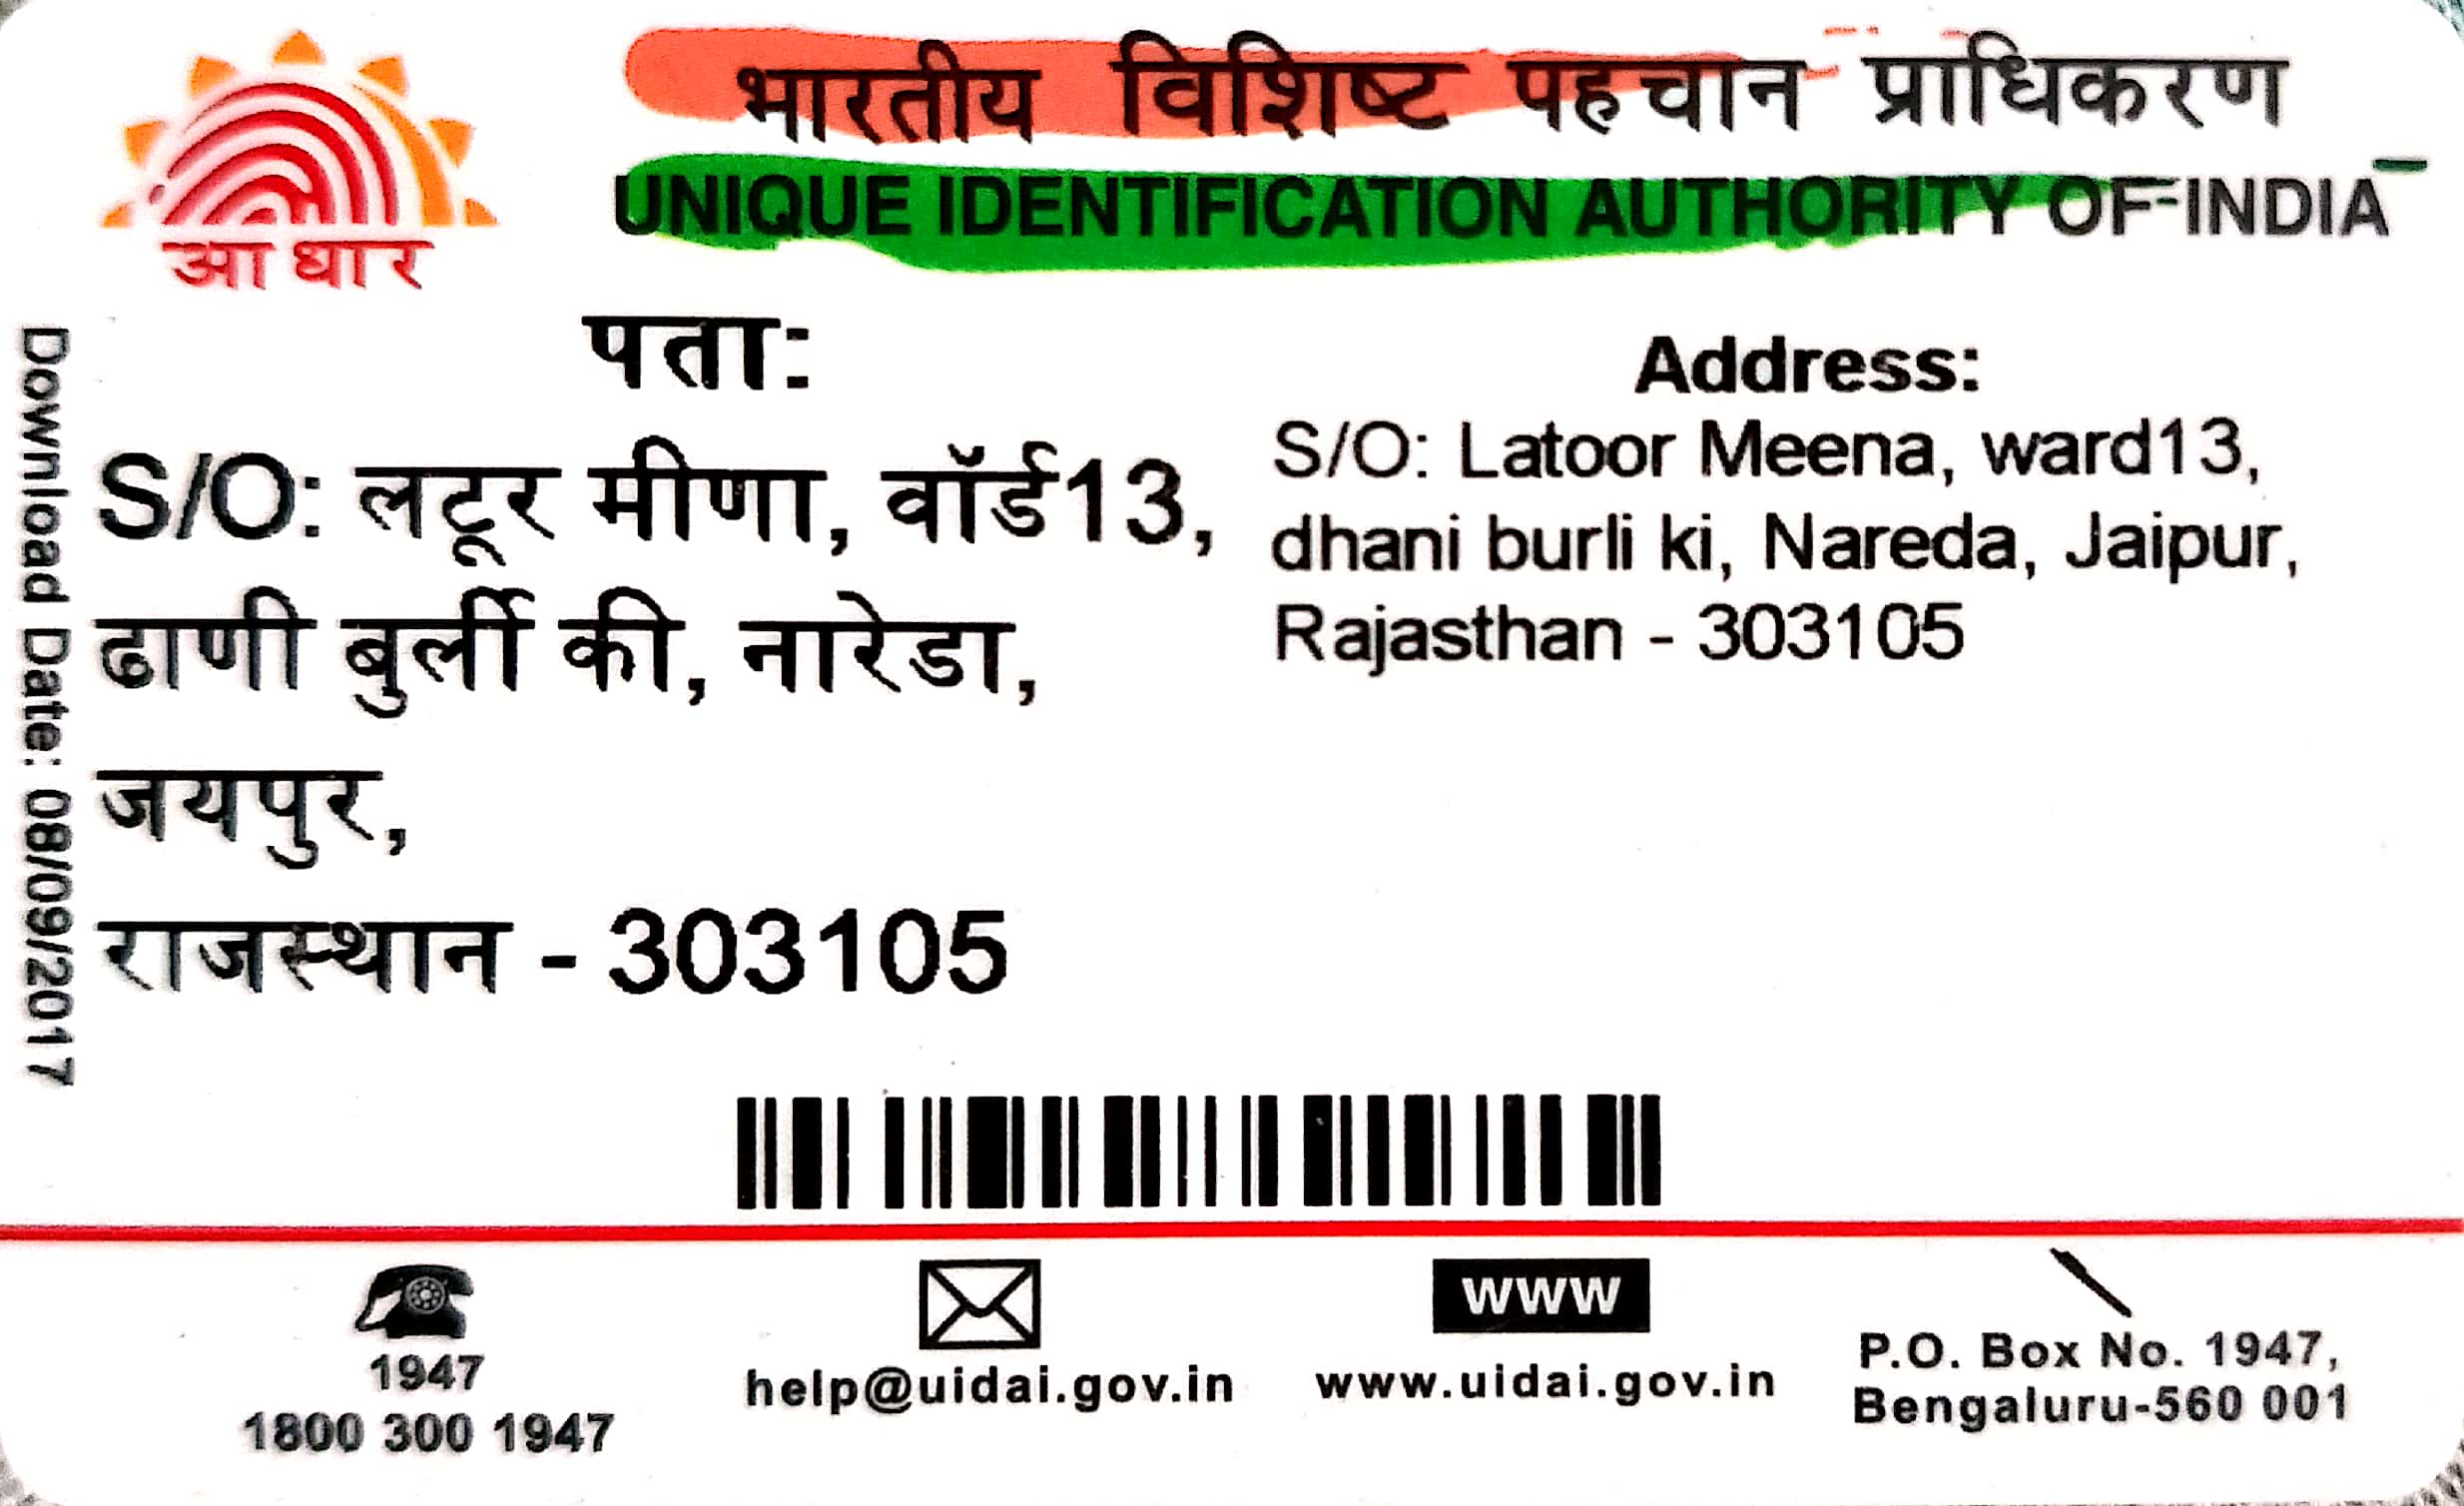 भारतीय विशिष्ट पहचान प्राधिकरण
UNIQUE IDENTIFICATION AUTHORITY OF INDIA
आधार
Download Date: 08/09/2017
पता:
S/O: लटूर मीणा, वॉर्ड13,
ढाणी बुर्ली की, नारेडा,
जयपुर,
राजस्थान - 303105
Address:
S/O: Latoor Meena, ward13,
dhani burli ki, Nareda, Jaipur,
Rajasthan - 303105
1947
1800 300 1947
help@uidai.gov.in
WWW
www.uidai.gov.in
P.O. Box No. 1947,
Bengaluru-560 001